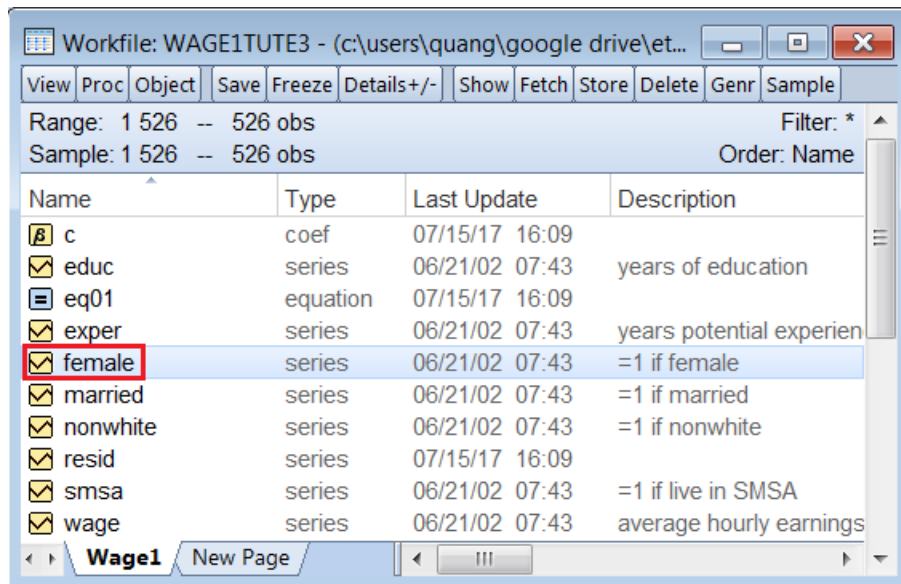 Workfile: WAGE1TUTE3 - (c:\users\quang\google drive\et...
View Proc Object Save Freeze Details+/- Show Fetch Store Delete Genr Sample
Range: 1 526 -- 526 obs Filter: *
Sample: 1 526 -- 526 obs Order: Name
Name Type Last Update Description
β c coef 07/15/17 16:09
educ series 06/21/02 07:43 years of education
= eq01 equation 07/15/17 16:09
exper series 06/21/02 07:43 years potential experien
female series 06/21/02 07:43 =1 if female
married series 06/21/02 07:43 =1 if married
nonwhite series 06/21/02 07:43 =1 if nonwhite
resid series 07/15/17 16:09
smsa series 06/21/02 07:43 =1 if live in SMSA
wage series 06/21/02 07:43 average hourly earnings
Wage1 New Page